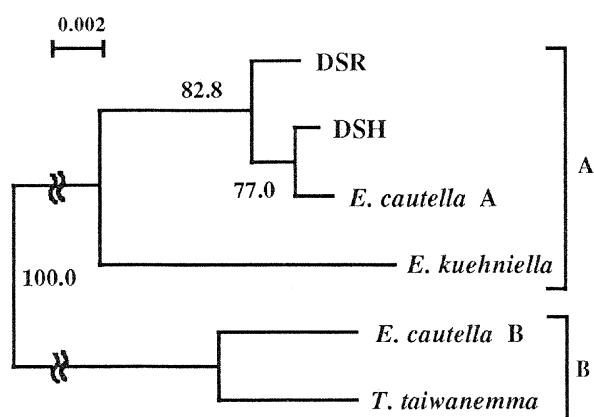 0.002
DSR
82.8
DSH
A
77.0
E. cautella A
E. kuehniella
100.0
E. cautella B
B
T. taiwanemma